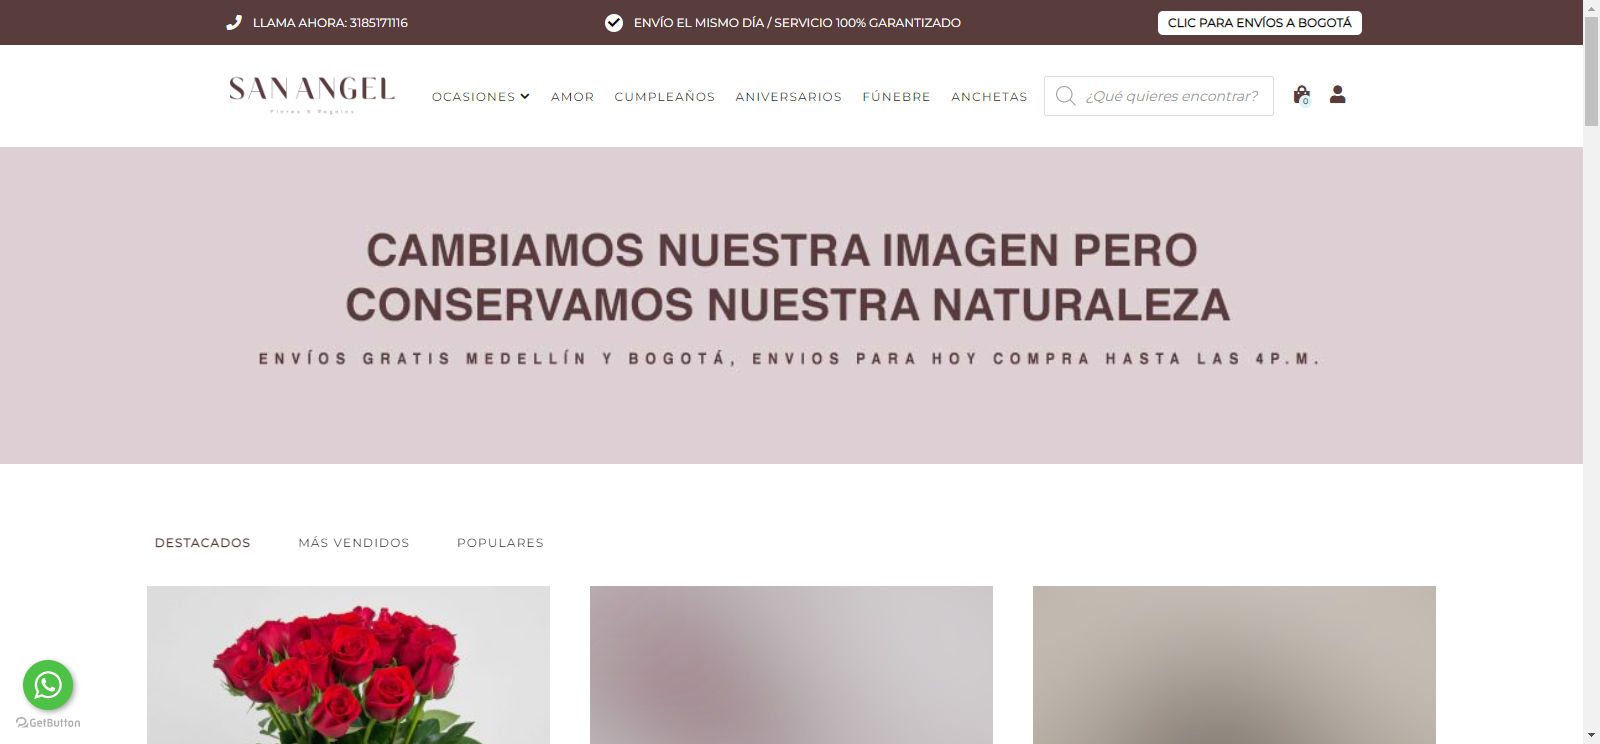 LLAMA AHORA: 3185171116
ENVÍO EL MISMO DÍA / SERVICIO 100% GARANTIZADO
CLIC PARA ENVÍOS A BOGOTÁ
SAN ANGEL
Flores & Regalos
OCASIONES
AMOR
CUMPLEAÑOS
ANIVERSARIOS
FÚNEBRE
ANCHETAS
¿Qué quieres encontrar?
0
CAMBIAMOS NUESTRA IMAGEN PERO
CONSERVAMOS NUESTRA NATURALEZA
ENVÍOS GRATIS MEDELLÍN Y BOGOTÁ, ENVIOS PARA HOY COMPRA HASTA LAS 4P.M.
DESTACADOS
MÁS VENDIDOS
POPULARES
GetButton